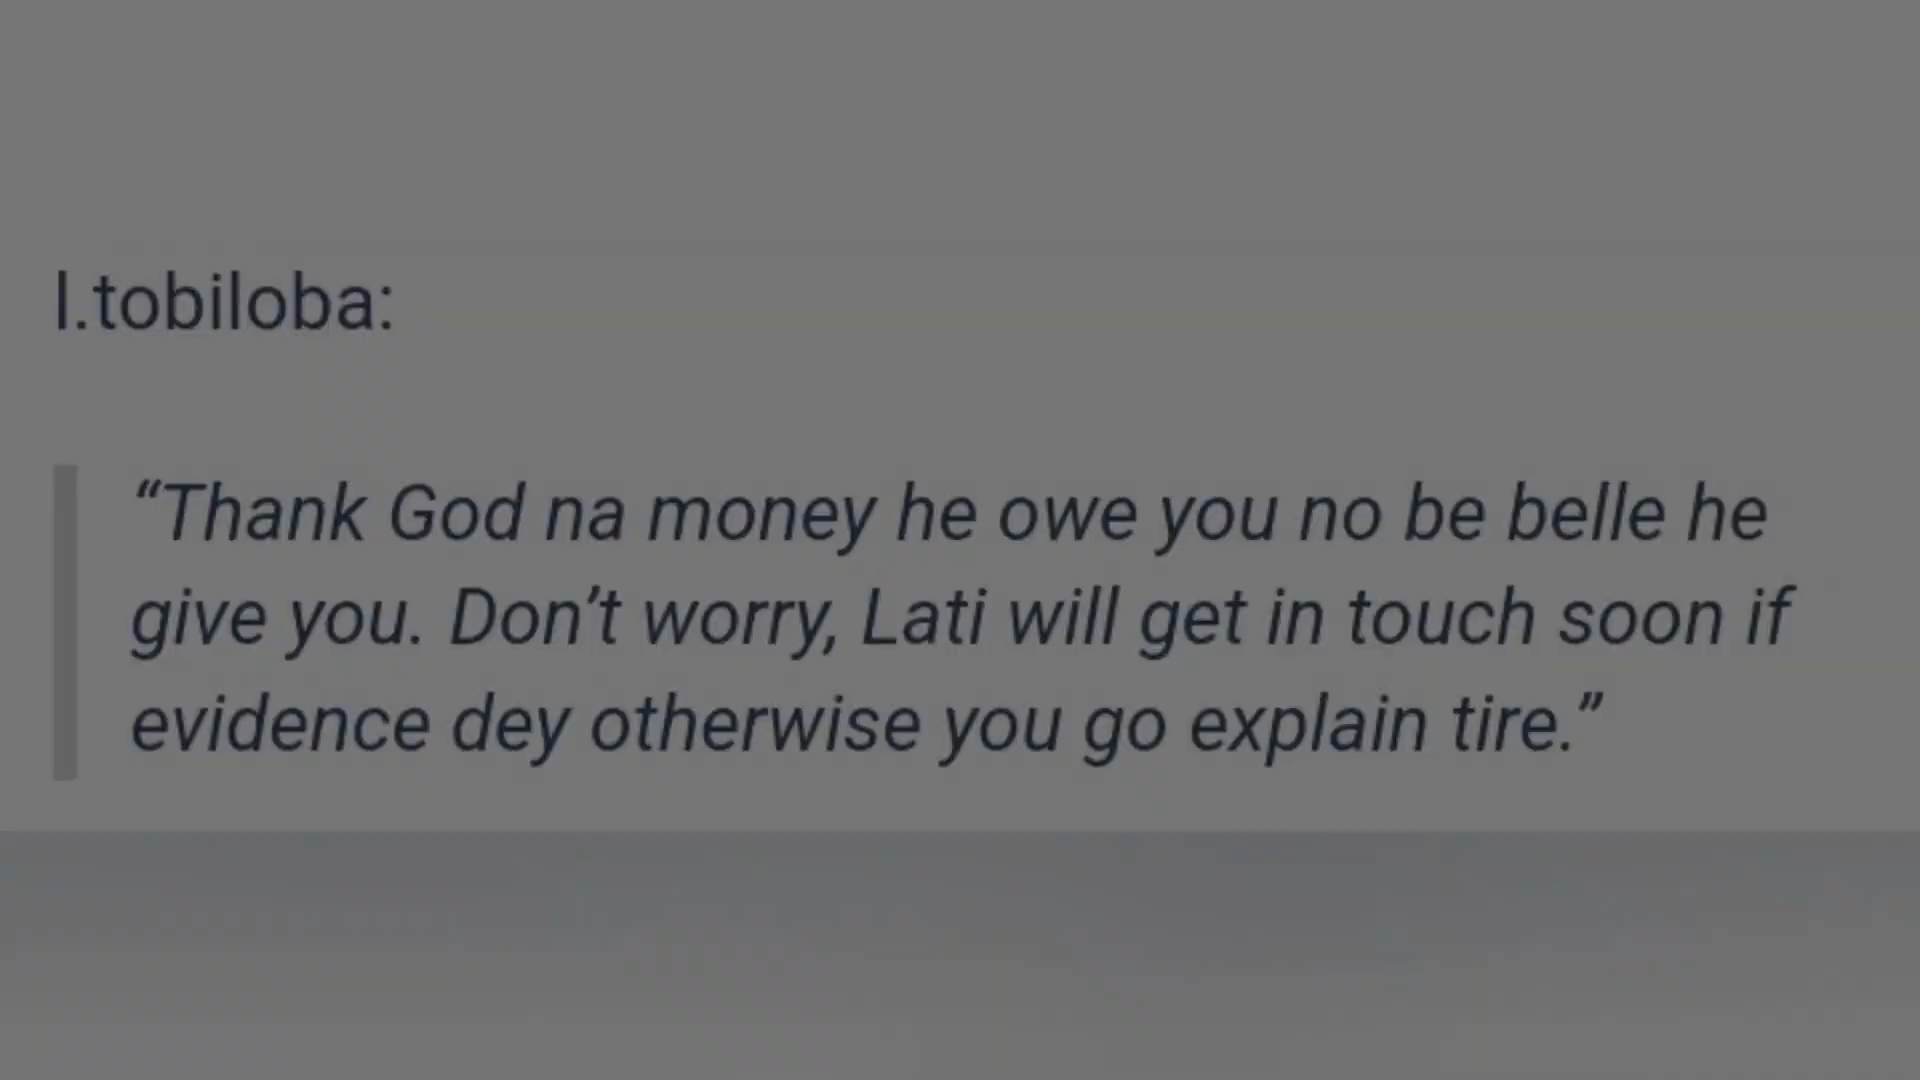 l.tobiloba:
“Thank God na money he owe you no be belle he
give you. Don’t worry, Lati will get in touch soon if
evidence dey otherwise you go explain tire.”